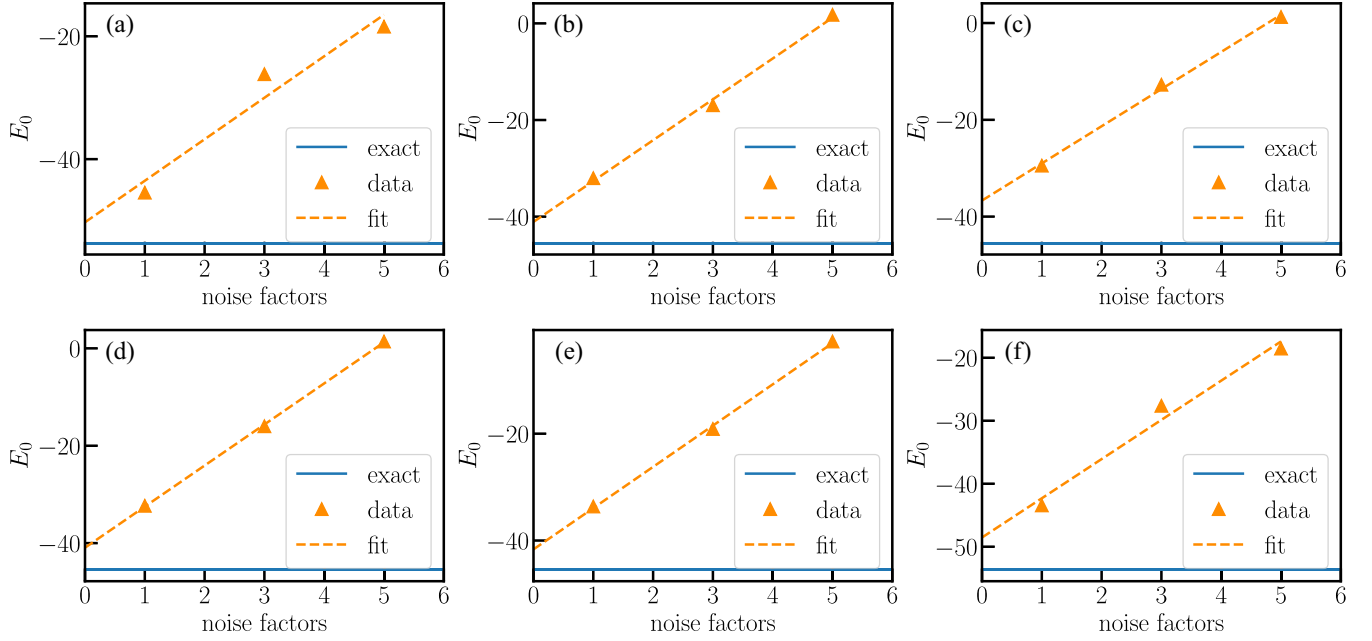 (a)
E₀
−20
−40
exact
data
fit
0 1 2 3 4 5 6
noise factors
(b)
E₀
0
−20
−40
exact
data
fit
0 1 2 3 4 5 6
noise factors
(c)
E₀
0
−20
−40
exact
data
fit
0 1 2 3 4 5 6
noise factors
(d)
E₀
0
−20
−40
exact
data
fit
0 1 2 3 4 5 6
noise factors
(e)
E₀
−20
−40
exact
data
fit
0 1 2 3 4 5 6
noise factors
(f)
E₀
−20
−30
−40
−50
exact
data
fit
0 1 2 3 4 5 6
noise factors